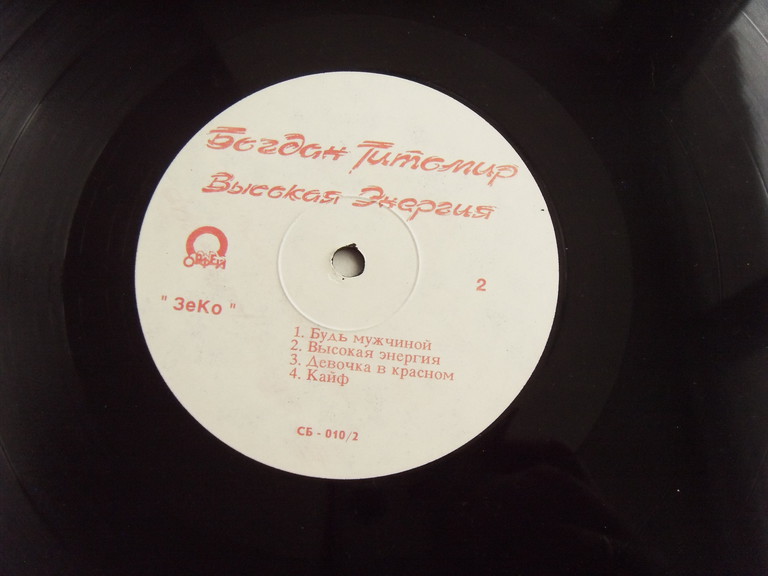 Богдан Титомир
Высокая Энергия
ОРФЕЙ
2
" ЗеКо "
1. Будь мужчиной
2. Высокая энергия
3. Девочка в красном
4. Кайф
СБ - 010/2